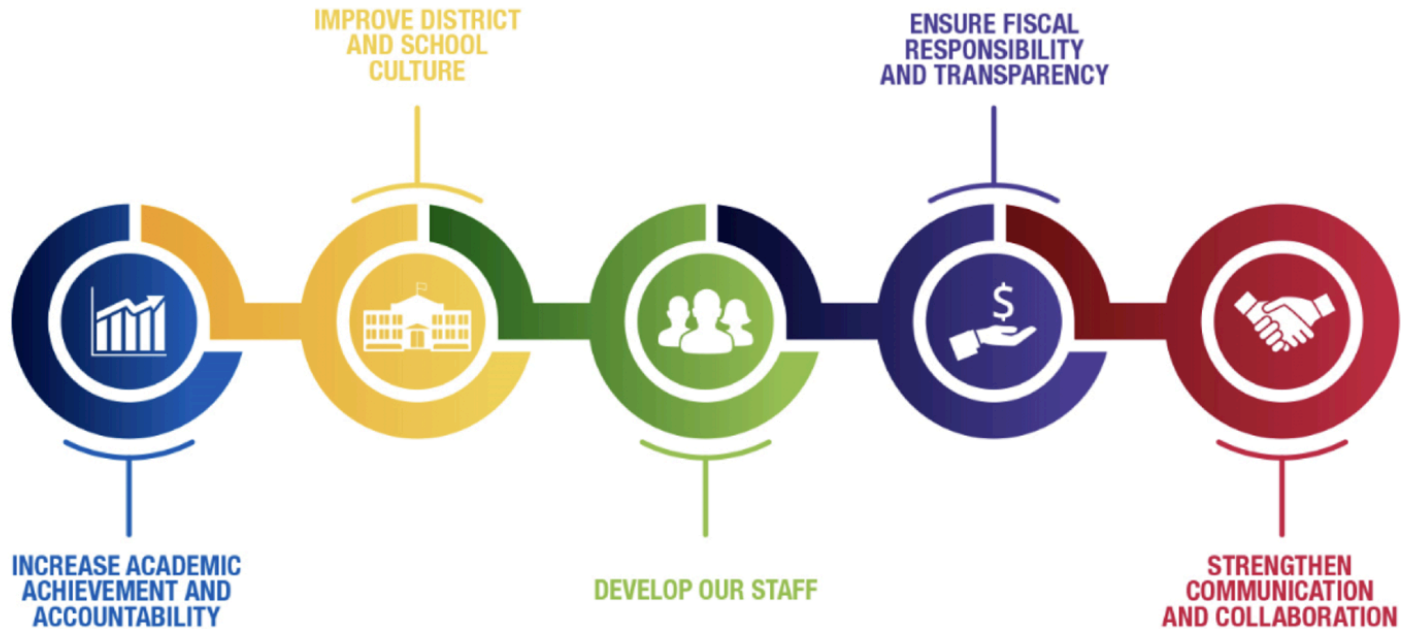 IMPROVE DISTRICT
AND SCHOOL
CULTURE
ENSURE FISCAL
RESPONSIBILITY
AND TRANSPARENCY
$
INCREASE ACADEMIC
ACHIEVEMENT AND
ACCOUNTABILITY
DEVELOP OUR STAFF
STRENGTHEN
COMMUNICATION
AND COLLABORATION